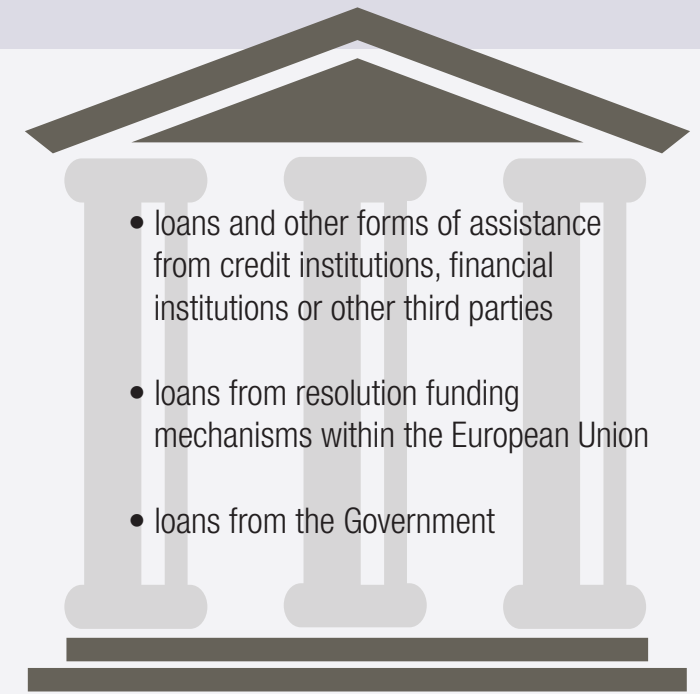 • loans and other forms of assistance
from credit institutions, financial
institutions or other third parties
• loans from resolution funding
mechanisms within the European Union
• loans from the Government